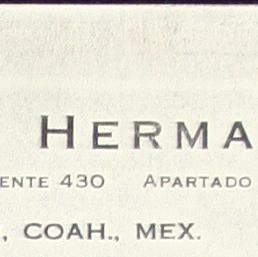 HERMA
ENTE 430 APARTADO
, COAH., MEX.